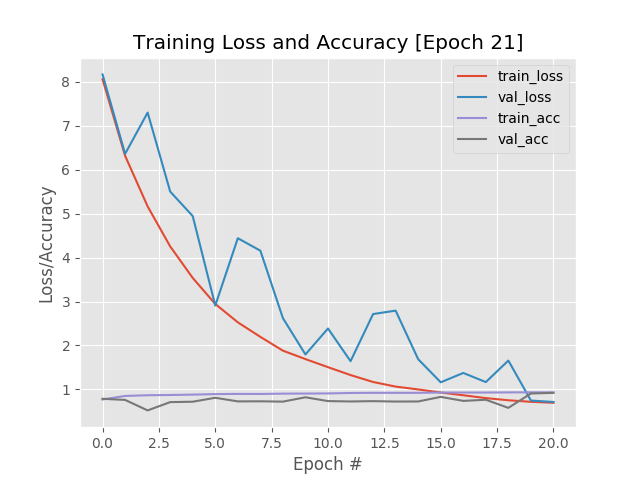 Training Loss and Accuracy [Epoch 21]
train_loss
val_loss
train_acc
val_acc
8
7
6
5
4
3
2
1
Loss/Accuracy
0.0 2.5 5.0 7.5 10.0 12.5 15.0 17.5 20.0
Epoch #